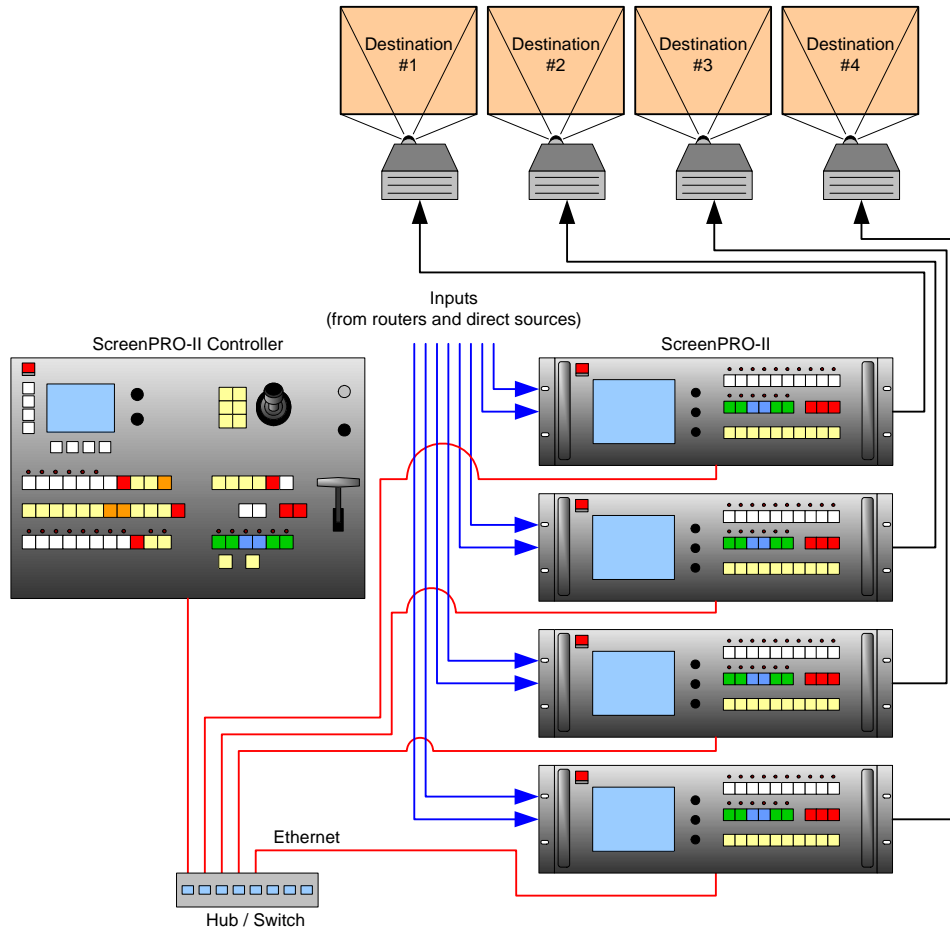 Destination
#1
Destination
#2
Destination
#3
Destination
#4
Inputs
(from routers and direct sources)
ScreenPRO-II Controller
ScreenPRO-II
Ethernet
Hub / Switch